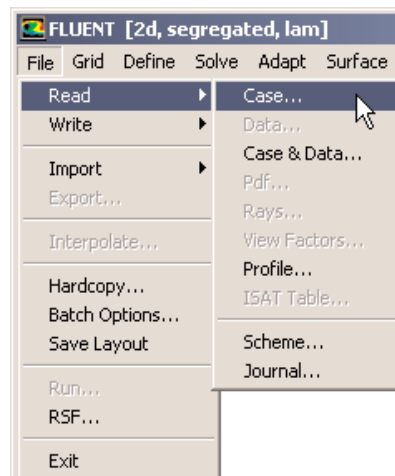 FLUENT [2d, segregated, lam]
File Grid Define Solve Adapt Surface
Read
Write
Import
Export...
Interpolate...
Hardcopy...
Batch Options...
Save Layout
Run...
RSF...
Exit
Case...
Data...
Case & Data...
Pdf...
Rays...
View Factors...
Profile...
ISAT Table...
Scheme...
Journal...